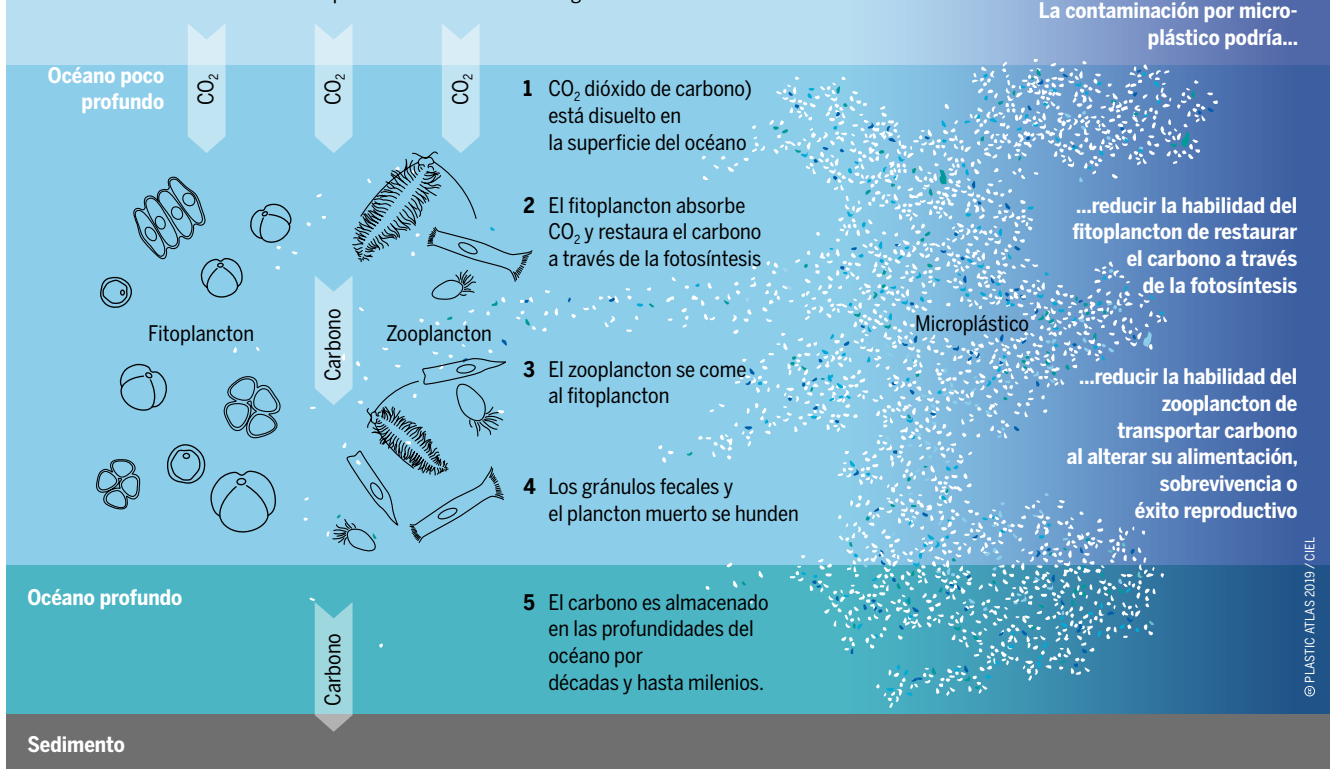 La contaminación por micro-
plástico podría...
Océano poco
profundo
CO₂
CO₂
CO₂
1 CO₂ dióxido de carbono)
está disuelto en
la superficie del océano
2 El fitoplancton absorbe
CO₂ y restaura el carbono
a través de la fotosíntesis
...reducir la habilidad del
fitoplancton de restaurar
el carbono a través
de la fotosíntesis
Fitoplancton
Carbono
Zooplancton
Microplástico
3 El zooplancton se come
al fitoplancton
...reducir la habilidad del
zooplancton de
transportar carbono
al alterar su alimentación,
sobrevivencia o
éxito reproductivo
4 Los gránulos fecales y
el plancton muerto se hunden
Océano profundo
Carbono
5 El carbono es almacenado
en las profundidades del
océano por
décadas y hasta milenios.
Sedimento
PLASTIC ATLAS 2019 / CIEL